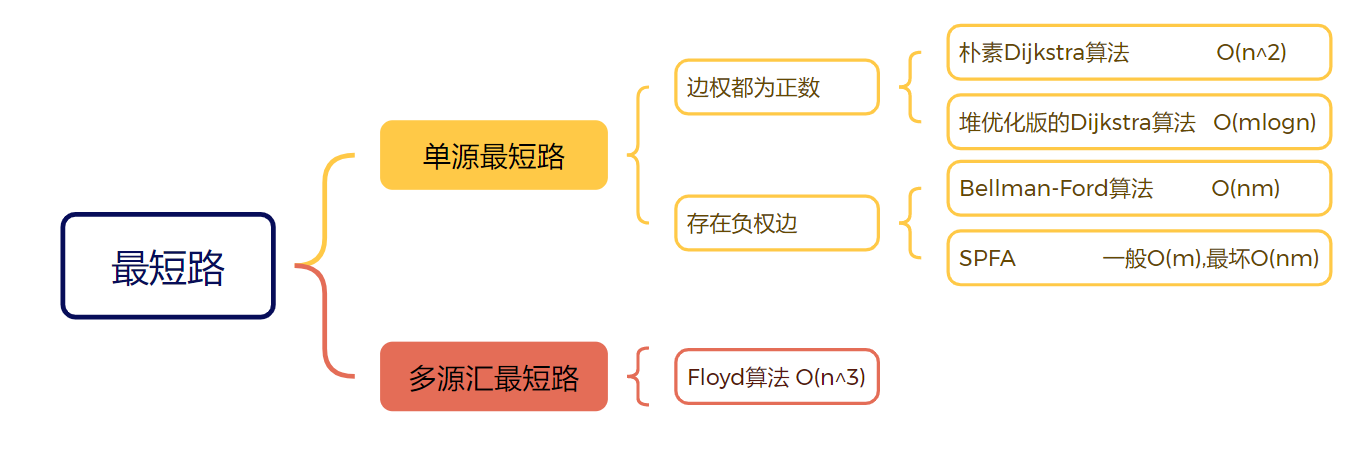 最短路
单源最短路
边权都为正数
朴素Dijkstra算法 O(n^2)
堆优化版的Dijkstra算法 O(mlogn)
存在负权边
Bellman-Ford算法 O(nm)
SPFA 一般O(m),最坏O(nm)
多源汇最短路
Floyd算法 O(n^3)